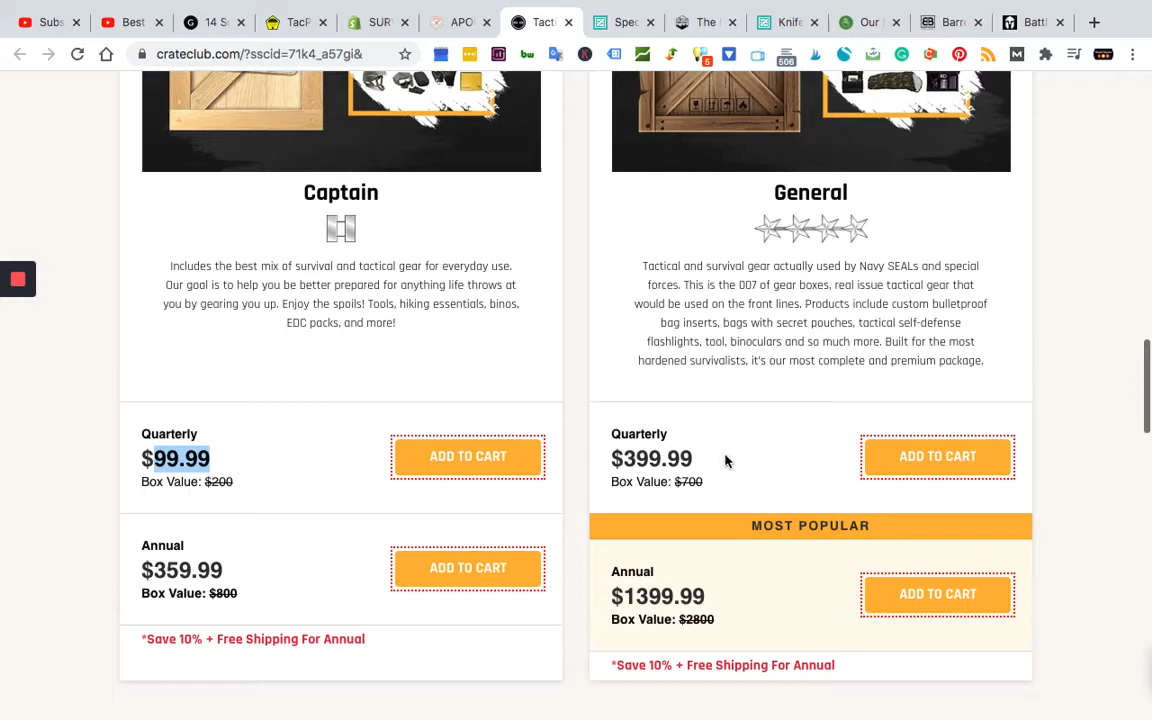 Subs
Best
14 S
TacP
SUR
APO
Tacti
Spec
The
Knife
Our
Barr
Battl
crateclub.com/?sscid=71k4_a57gi&
5
506
Captain
Includes the best mix of survival and tactical gear for everyday use.
Our goal is to help you be better prepared for anything life throws at
you by gearing you up. Enjoy the spoils! Tools, hiking essentials, binos,
EDC packs, and more!
Quarterly
$99.99
Box Value: $200
ADD TO CART
Annual
$359.99
Box Value: $800
ADD TO CART
*Save 10% + Free Shipping For Annual
General
Tactical and survival gear actually used by Navy SEALs and special
forces. This is the 007 of gear boxes, real issue tactical gear that
would be used on the front lines. Products include custom bulletproof
bag inserts, bags with secret pouches, tactical self-defense
flashlights, tool, binoculars and so much more. Built for the most
hardened survivalists, it's our most complete and premium package.
Quarterly
$399.99
Box Value: $700
ADD TO CART
MOST POPULAR
Annual
$1399.99
Box Value: $2800
ADD TO CART
*Save 10% + Free Shipping For Annual